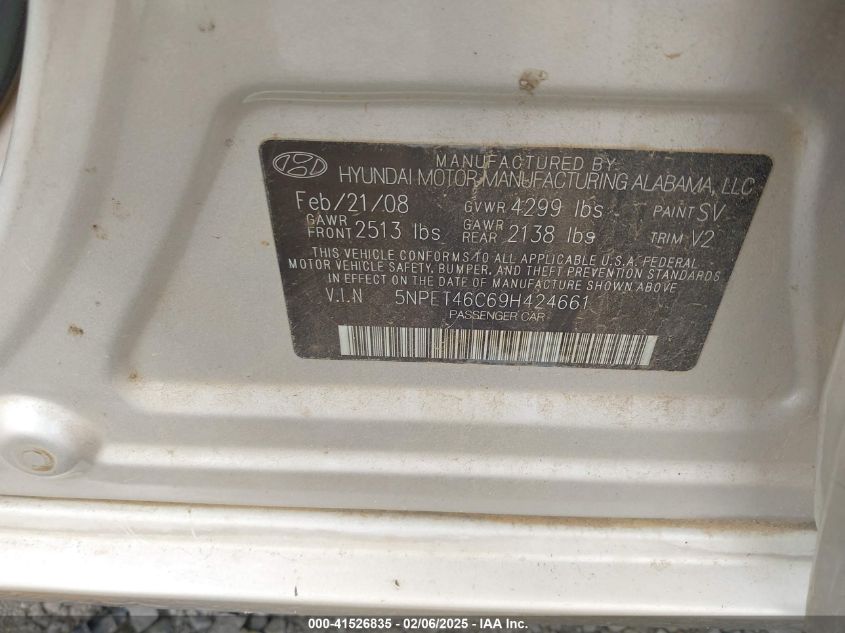 MANUFACTURED BY
HYUNDAI MOTOR MANUFACTURING ALABAMA, LLC
Feb/21/08 GVWR 4299 lbs PAINT SV
GAWR FRONT 2513 lbs GAWR REAR 2138 lbs TRIM V2
THIS VEHICLE CONFORMS TO ALL APPLICABLE U.S.A. FEDERAL
MOTOR VEHICLE SAFETY, BUMPER, AND THEFT PREVENTION STANDARDS
IN EFFECT ON THE DATE OF MANUFACTURE SHOWN ABOVE
V.I.N 5NPET46C69H424661
PASSENGER CAR
000-41526835 - 02/06/2025 - IAA Inc.